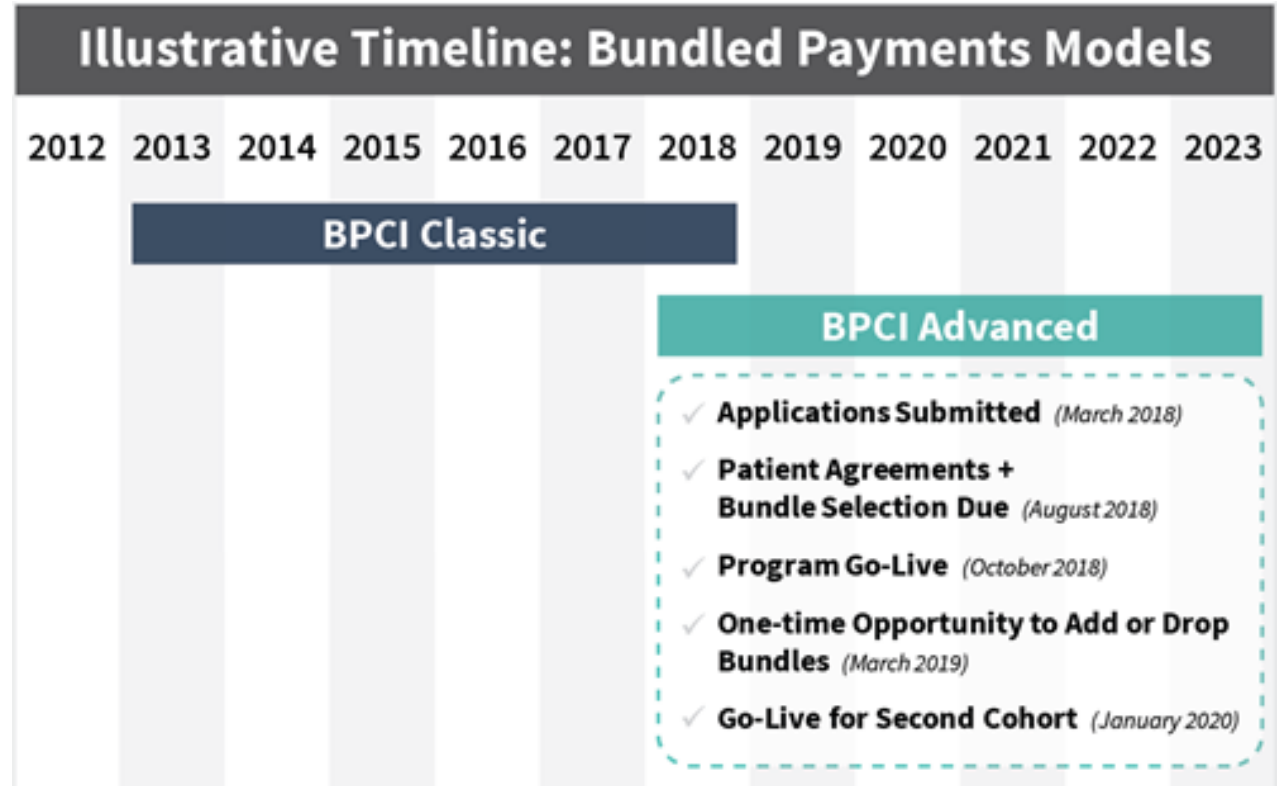 Illustrative Timeline: Bundled Payments Models
2012 2013 2014 2015 2016 2017 2018 2019 2020 2021 2022 2023
BPCI Classic
BPCI Advanced
Applications Submitted (March 2018)
Patient Agreements +
Bundle Selection Due (August 2018)
Program Go-Live (October 2018)
One-time Opportunity to Add or Drop
Bundles (March 2019)
Go-Live for Second Cohort (January 2020)